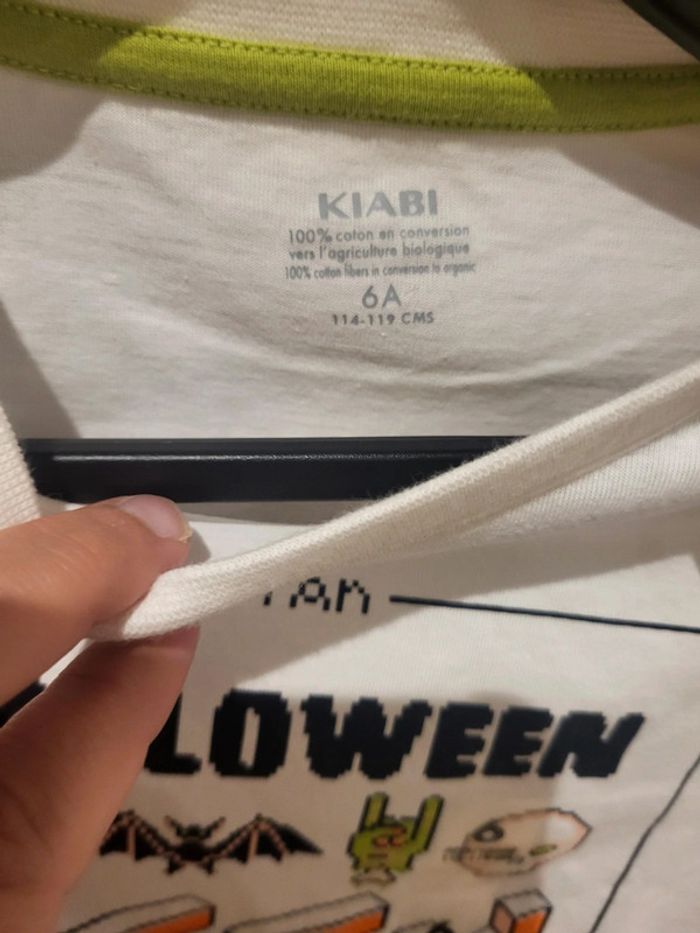 KIABI
100% coton en conversion
vers l'agriculture biologique
100% cotton fibers in conversion to organic
6A
114-119 CMS
LOWEEN